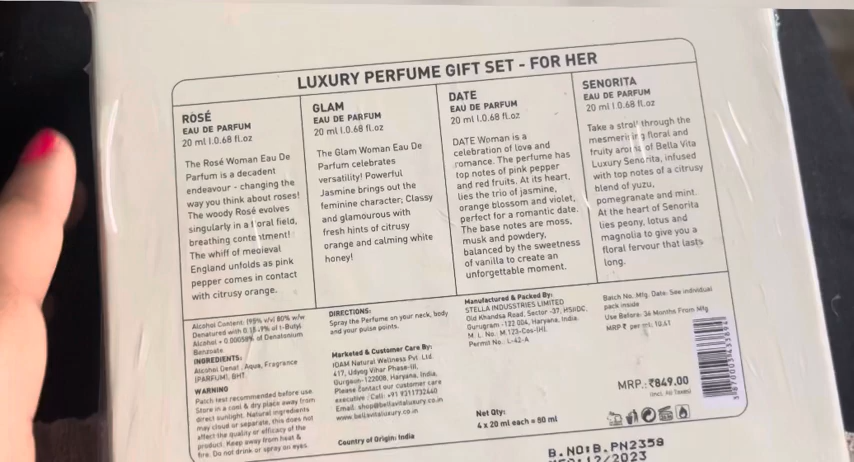 LUXURY PERFUME GIFT SET - FOR HER
ROSÉ
EAU DE PARFUM
20 ml I.0.68 fl.oz
The Rosé Woman Eau De
Parfum is a decadent
endeavour - changing the
way you think about roses!
The woody Rosé evolves
singularly in a floral field,
breathing contentment!
The whiff of medieval
England unfolds as pink
pepper comes in contact
with citrusy orange.
GLAM
EAU DE PARFUM
20 ml I.0.68 fl.oz
The Glam Woman Eau De
Parfum celebrates
versatility! Powerful
Jasmine brings out the
feminine character; Classy
and glamourous with
fresh hints of citrusy
orange and calming white
honey!
DATE
EAU DE PARFUM
20 ml I.0.68 fl.oz
DATE Woman is a
celebration of love and
romance. The perfume has
top notes of pink pepper
and red fruits. At its heart,
lies the trio of jasmine,
orange blossom and violet,
perfect for a romantic date.
The base notes are moss,
musk and powdery,
balanced by the sweetness
of vanilla to create an
unforgettable moment.
SENORITA
EAU DE PARFUM
20 ml I.0.68 fl.oz
Take a stroll through the
mesmerizing floral and
fruity aroma of Bella Vita
Luxury Senorita, infused
with top notes of a citrusy
blend of yuzu,
pomegranate and mint.
At the heart of Senorita
lies peony, lotus and
magnolia to give you a
floral fervour that lasts
long.
Alcohol Content: (95% v/v) 80% w/w
Denatured with of t-Butyl
Alcohol + of Denatonium
Benzoate
INGREDIENTS:
Alcohol Denat , Aqua, Fragrance
(PARFUM), BHT.
WARNING
Patch test recommended before use.
Store in a cool & dry place away from
direct sunlight. Natural ingredients
may cloud or separate, this does not
affect the quality or efficacy of the
product. Keep away from heat &
fire. Do not drink or spray on eyes.
DIRECTIONS:
Spray the Perfume on your neck, body
and your pulse points.
Marketed & Customer Care By:
IDAM Natural Wellness Pvt Ltd.
417, Udyog Vihar Phase-III,
Gurgaon-122008, Haryana, India.
Please Contact our customer care
executive / Call: +91 9311732440
Email: shop@bellavitaluxury.co.in
www.bellavitaluxury.co.in
Country of Origin: India
Manufactured & Packed By:
STELLA INDUSSTRIES LIMITED
Old Khandsa Road, Sector -37, HSIIDC,
Gurugram -122 004, Haryana, India.
M. L. No.: M.123-Cos-(H).
Permit No.: L-42-A
Net Qty:
4 x 20 ml each = 80 ml
Batch No. Mfg. Date: See individual
pack inside
Use Before: 36 Months From Mfg
MRP ₹ per ml: 10.61
MRP.: ₹849.00
(Incl. All Taxes)
B.NO:B.PN2358
12/2023